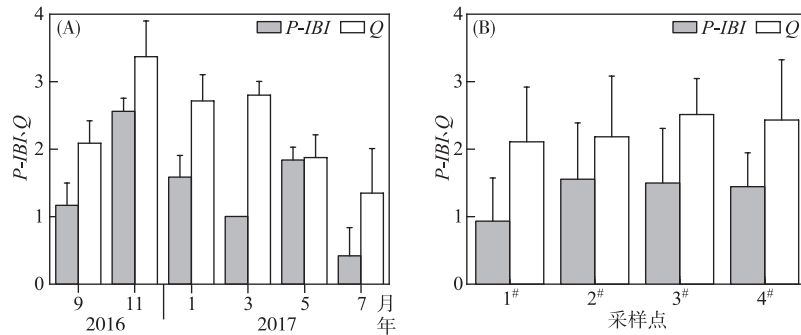 (A) P-IBI Q
P-IBI、Q
4
3
2
1
0
9 11 1 3 5 7 月
2016 2017 年
(B) P-IBI Q
P-IBI、Q
4
3
2
1
0
1# 2# 3# 4#
采样点